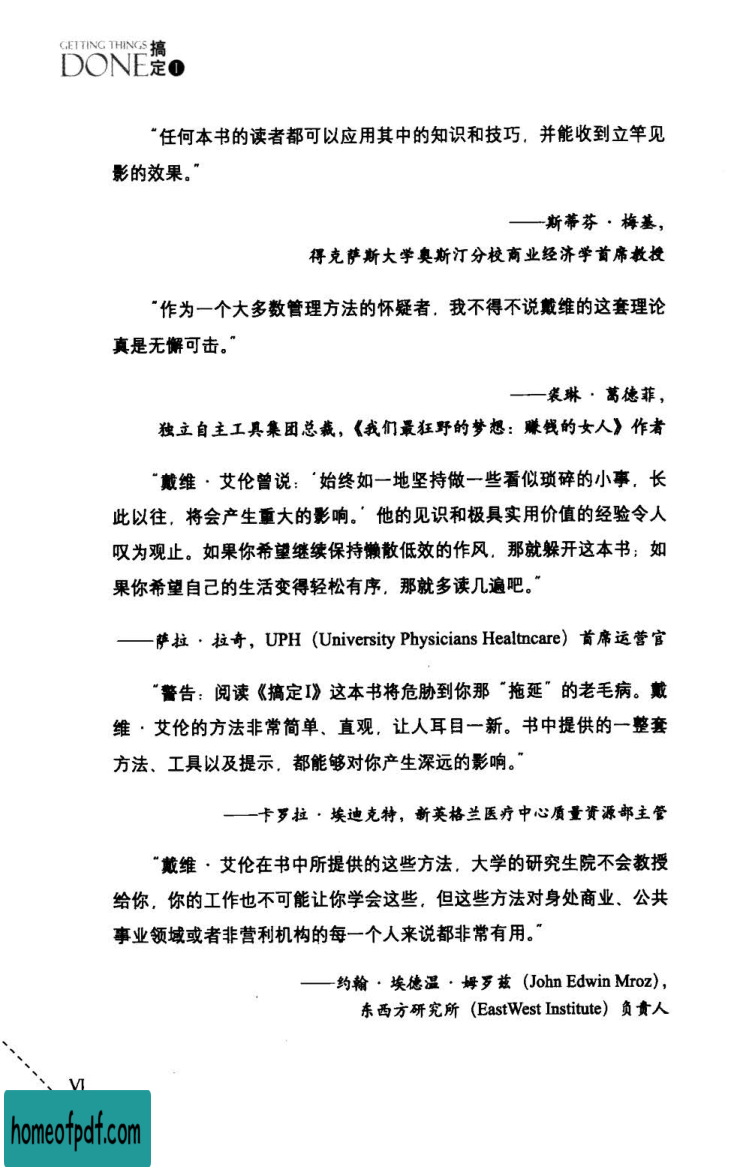 GETTING THINGS 搞
DONE 定 I
“任何本书的读者都可以应用其中的知识和技巧，并能收到立竿见
影的效果。”
——斯蒂芬·梅基，
得克萨斯大学奥斯汀分校商业经济学首席教授
“作为一个大多数管理方法的怀疑者，我不得不说戴维的这套理论
真是无懈可击。”
——裘琳·葛德菲，
独立自主工具集团总裁，《我们最狂野的梦想：赚钱的女人》作者
“戴维·艾伦曾说：‘始终如一地坚持做一些看似琐碎的小事，长
此以往，将会产生重大的影响。’他的见识和极具实用价值的经验令人
叹为观止。如果你希望继续保持懒散低效的作风，那就躲开这本书；如
果你希望自己的生活变得轻松有序，那就多读几遍吧。”
——萨拉·拉奇，UPH（University Physicians Healtncare）首席运营官
“警告：阅读《搞定I》这本书将危胁到你那“拖延”的老毛病。戴
维·艾伦的方法非常简单、直观，让人耳目一新。书中提供的一整套
方法、工具以及提示，都能够对你产生深远的影响。”
——卡罗拉·埃迪克特，新英格兰医疗中心质量资源部主管
“戴维·艾伦在书中所提供的这些方法，大学的研究生院不会教授
给你，你的工作也不可能让你学会这些，但这些方法对身处商业、公共
事业领域或者非营利机构的每一个人来说都非常有用。”
——约翰·埃德温·姆罗兹（John Edwin Mroz），
东西方研究所（EastWest Institute）负责人
VI
homeofpdf.com